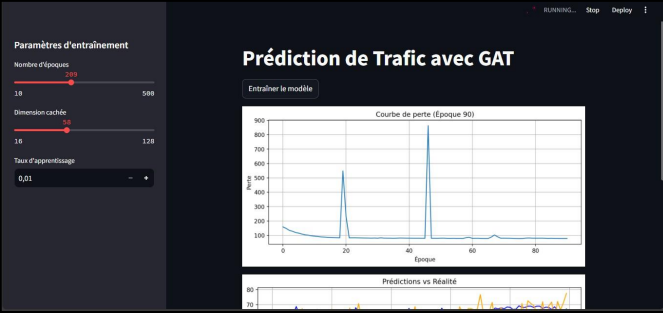 RUNNING...
Stop
Deploy
Paramètres d'entraînement
Nombre d'époques
209
10
500
Dimension cachée
58
16
128
Taux d'apprentissage
0,01
Prédiction de Trafic avec GAT
Entraîner le modèle
Courbe de perte (Époque 90)
900
800
700
600
500
400
300
200
100
Perte
0
20
40
60
80
Époque
Prédictions vs Réalité
80
70